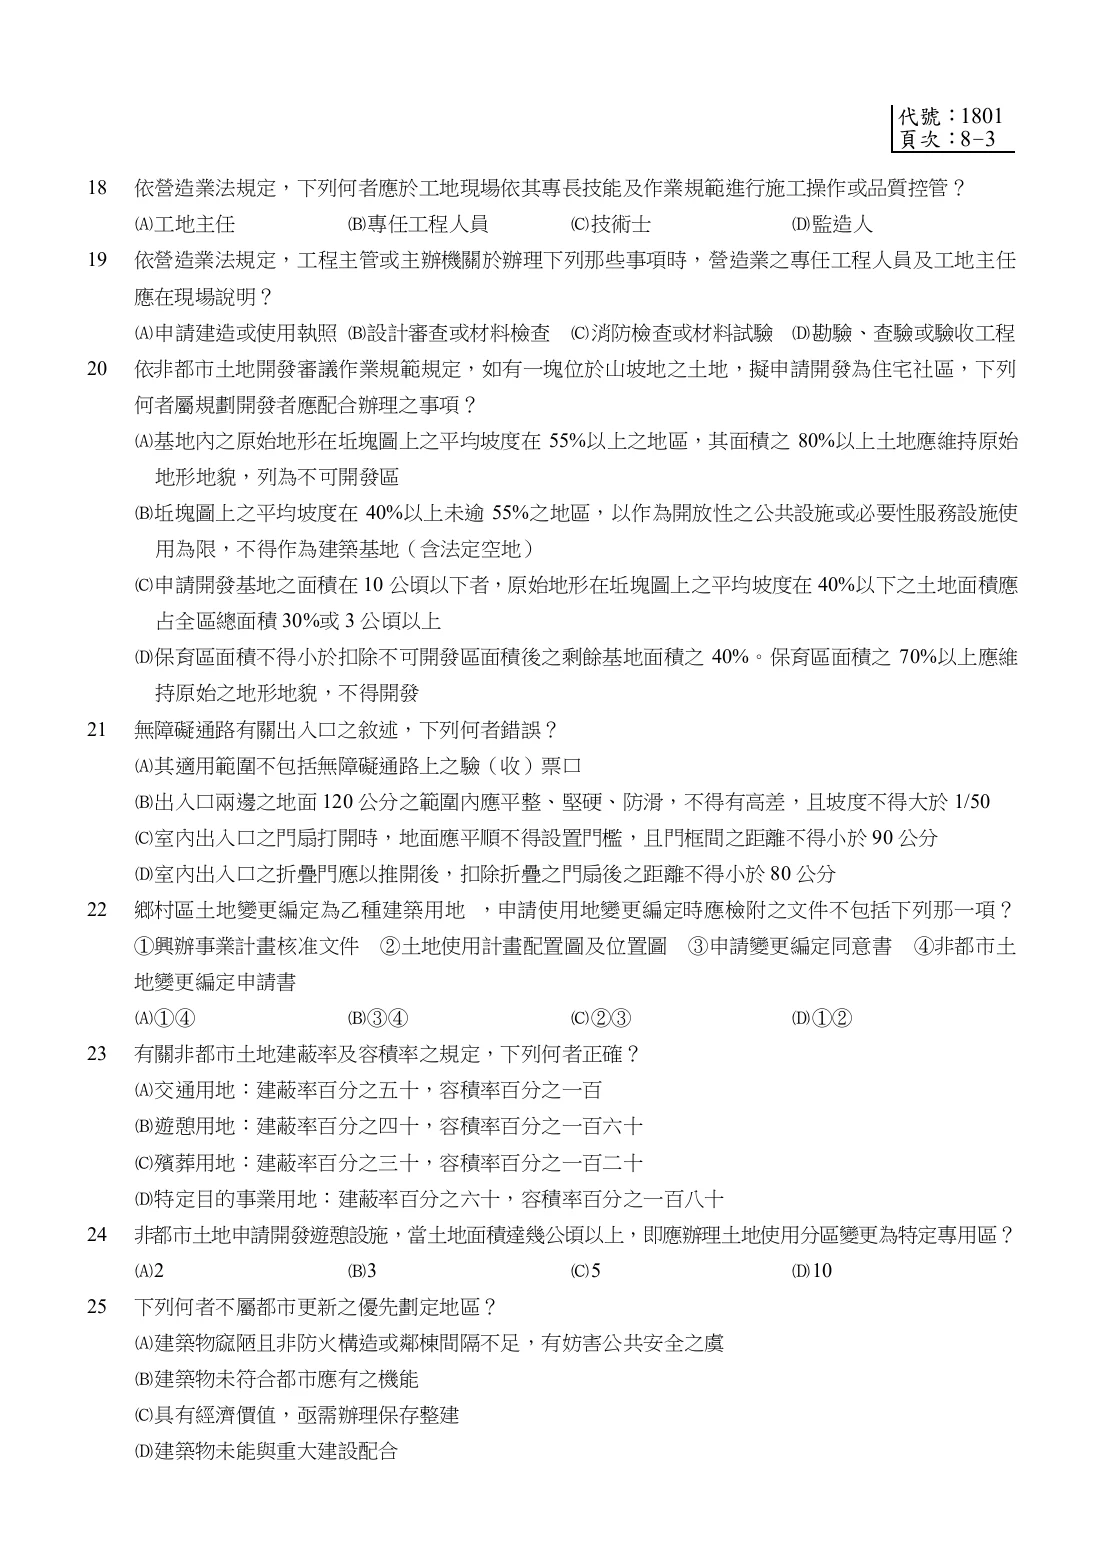 代號：1801
頁次：8－3
18 依營造業法規定，下列何者應於工地現場依其專長技能及作業規範進行施工操作或品質控管？
(A)工地主任 (B)專任工程人員 (C)技術士 (D)監造人
19 依營造業法規定，工程主管或主辦機關於辦理下列那些事項時，營造業之專任工程人員及工地主任
應在現場說明？
(A)申請建造或使用執照 (B)設計審查或材料檢查 (C)消防檢查或材料試驗 (D)勘驗、查驗或驗收工程
20 依非都市土地開發審議作業規範規定，如有一塊位於山坡地之土地，擬申請開發為住宅社區，下列
何者屬規劃開發者應配合辦理之事項？
(A)基地內之原始地形在坵塊圖上之平均坡度在 55%以上之地區，其面積之 80%以上土地應維持原始
地形地貌，列為不可開發區
(B)坵塊圖上之平均坡度在 40%以上未逾 55%之地區，以作為開放性之公共設施或必要性服務設施使
用為限，不得作為建築基地（含法定空地）
(C)申請開發基地之面積在 10 公頃以下者，原始地形在坵塊圖上之平均坡度在 40%以下之土地面積應
占全區總面積 30%或 3 公頃以上
(D)保育區面積不得小於扣除不可開發區面積後之剩餘基地面積之 40%。保育區面積之 70%以上應維
持原始之地形地貌，不得開發
21 無障礙通路有關出入口之敘述，下列何者錯誤？
(A)其適用範圍不包括無障礙通路上之驗（收）票口
(B)出入口兩邊之地面 120 公分之範圍內應平整、堅硬、防滑，不得有高差，且坡度不得大於 1/50
(C)室內出入口之門扇打開時，地面應平順不得設置門檻，且門框間之距離不得小於 90 公分
(D)室內出入口之折疊門應以推開後，扣除折疊之門扇後之距離不得小於 80 公分
22 鄉村區土地變更編定為乙種建築用地 ，申請使用地變更編定時應檢附之文件不包括下列那一項？
①興辦事業計畫核准文件 ②土地使用計畫配置圖及位置圖 ③申請變更編定同意書 ④非都市土
地變更編定申請書
(A)①④ (B)③④ (C)②③ (D)①②
23 有關非都市土地建蔽率及容積率之規定，下列何者正確？
(A)交通用地：建蔽率百分之五十，容積率百分之一百
(B)遊憩用地：建蔽率百分之四十，容積率百分之一百六十
(C)殯葬用地：建蔽率百分之三十，容積率百分之一百二十
(D)特定目的事業用地：建蔽率百分之六十，容積率百分之一百八十
24 非都市土地申請開發遊憩設施，當土地面積達幾公頃以上，即應辦理土地使用分區變更為特定專用區？
(A)2 (B)3 (C)5 (D)10
25 下列何者不屬都市更新之優先劃定地區？
(A)建築物窳陋且非防火構造或鄰棟間隔不足，有妨害公共安全之虞
(B)建築物未符合都市應有之機能
(C)具有經濟價值，亟需辦理保存整建
(D)建築物未能與重大建設配合